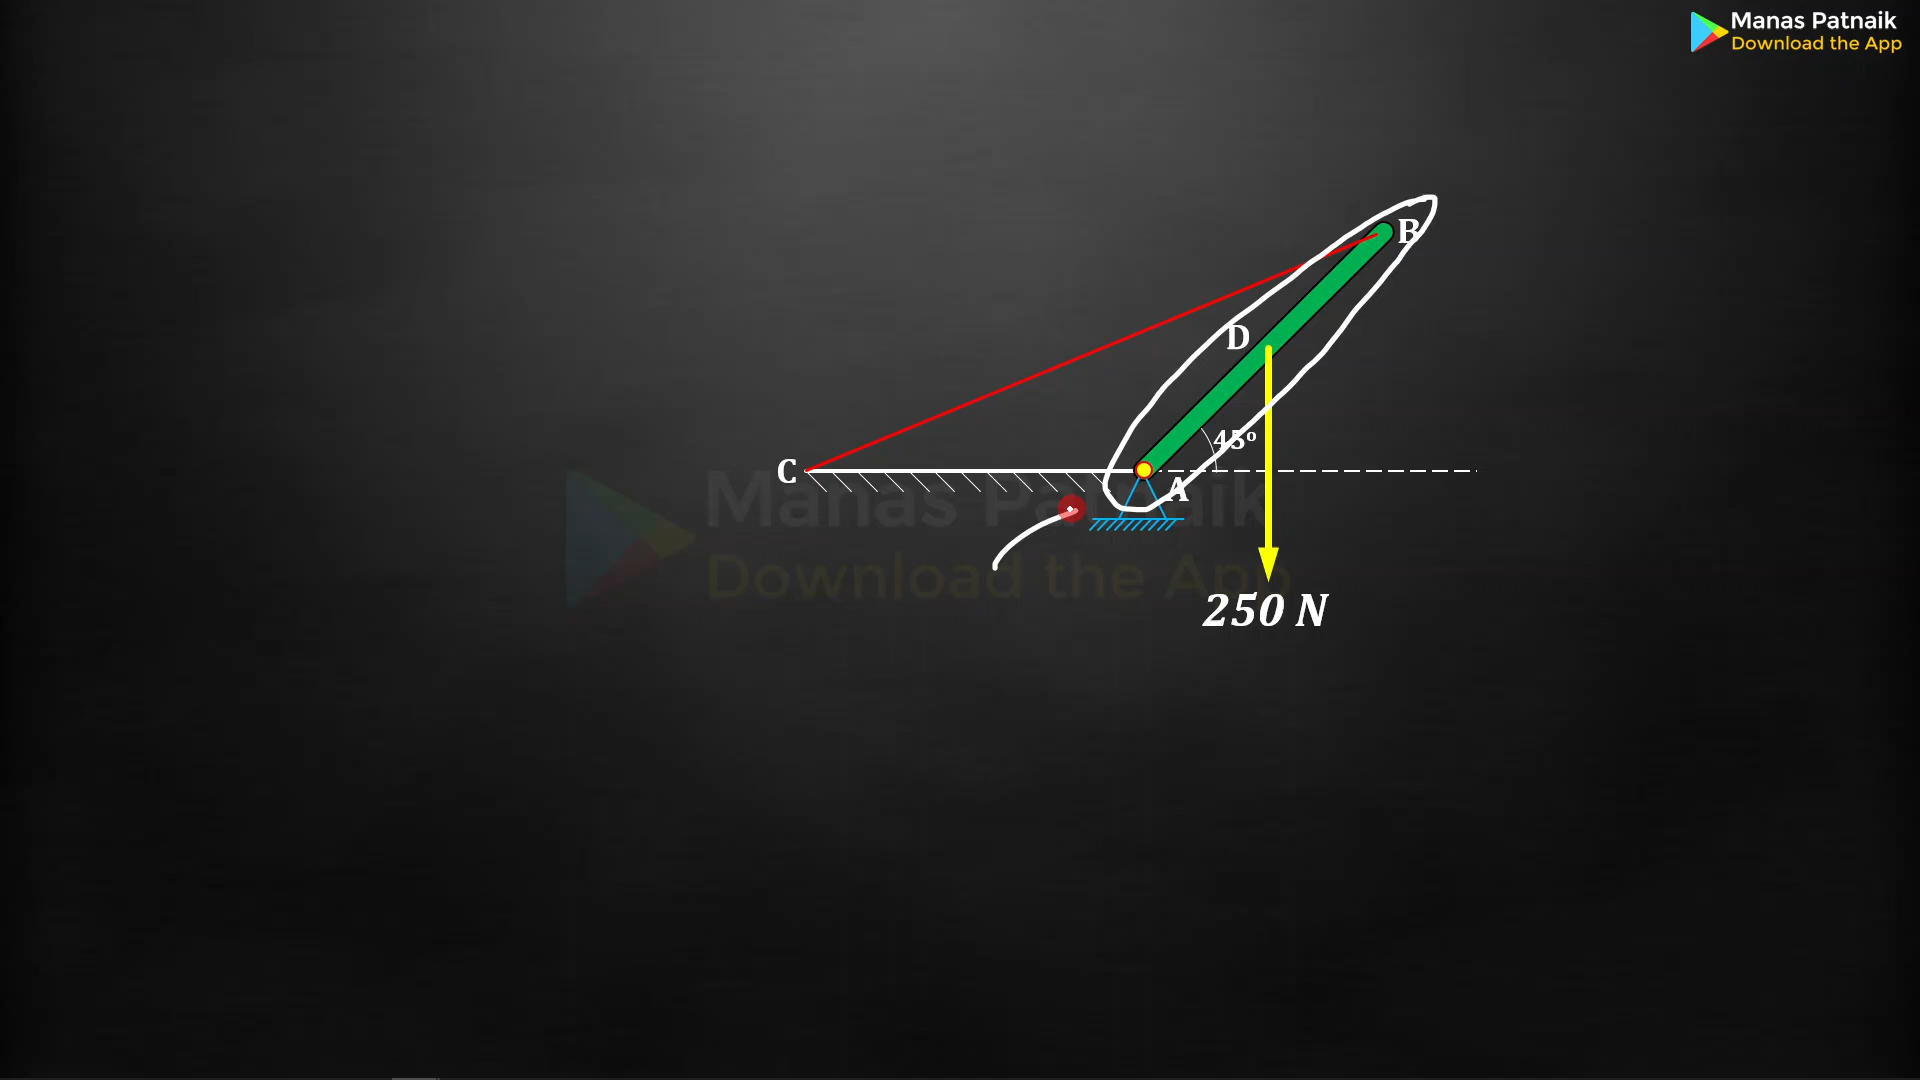 Manas Patnaik
Download the App
B
D
45°
C
A
Manas Patnaik
Download the App
250 N